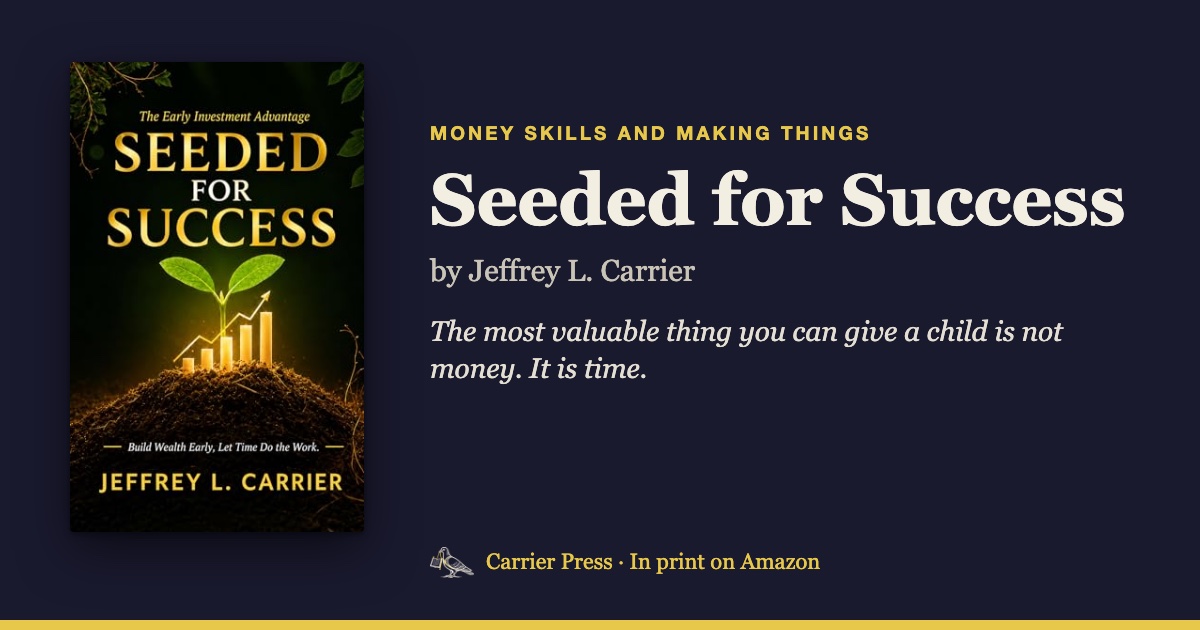 The Early Investment Advantage
SEEDED
FOR
SUCCESS
Build Wealth Early, Let Time Do the Work.
JEFFREY L. CARRIER
MONEY SKILLS AND MAKING THINGS
Seeded for Success
by Jeffrey L. Carrier
The most valuable thing you can give a child is not
money. It is time.
Carrier Press · In print on Amazon